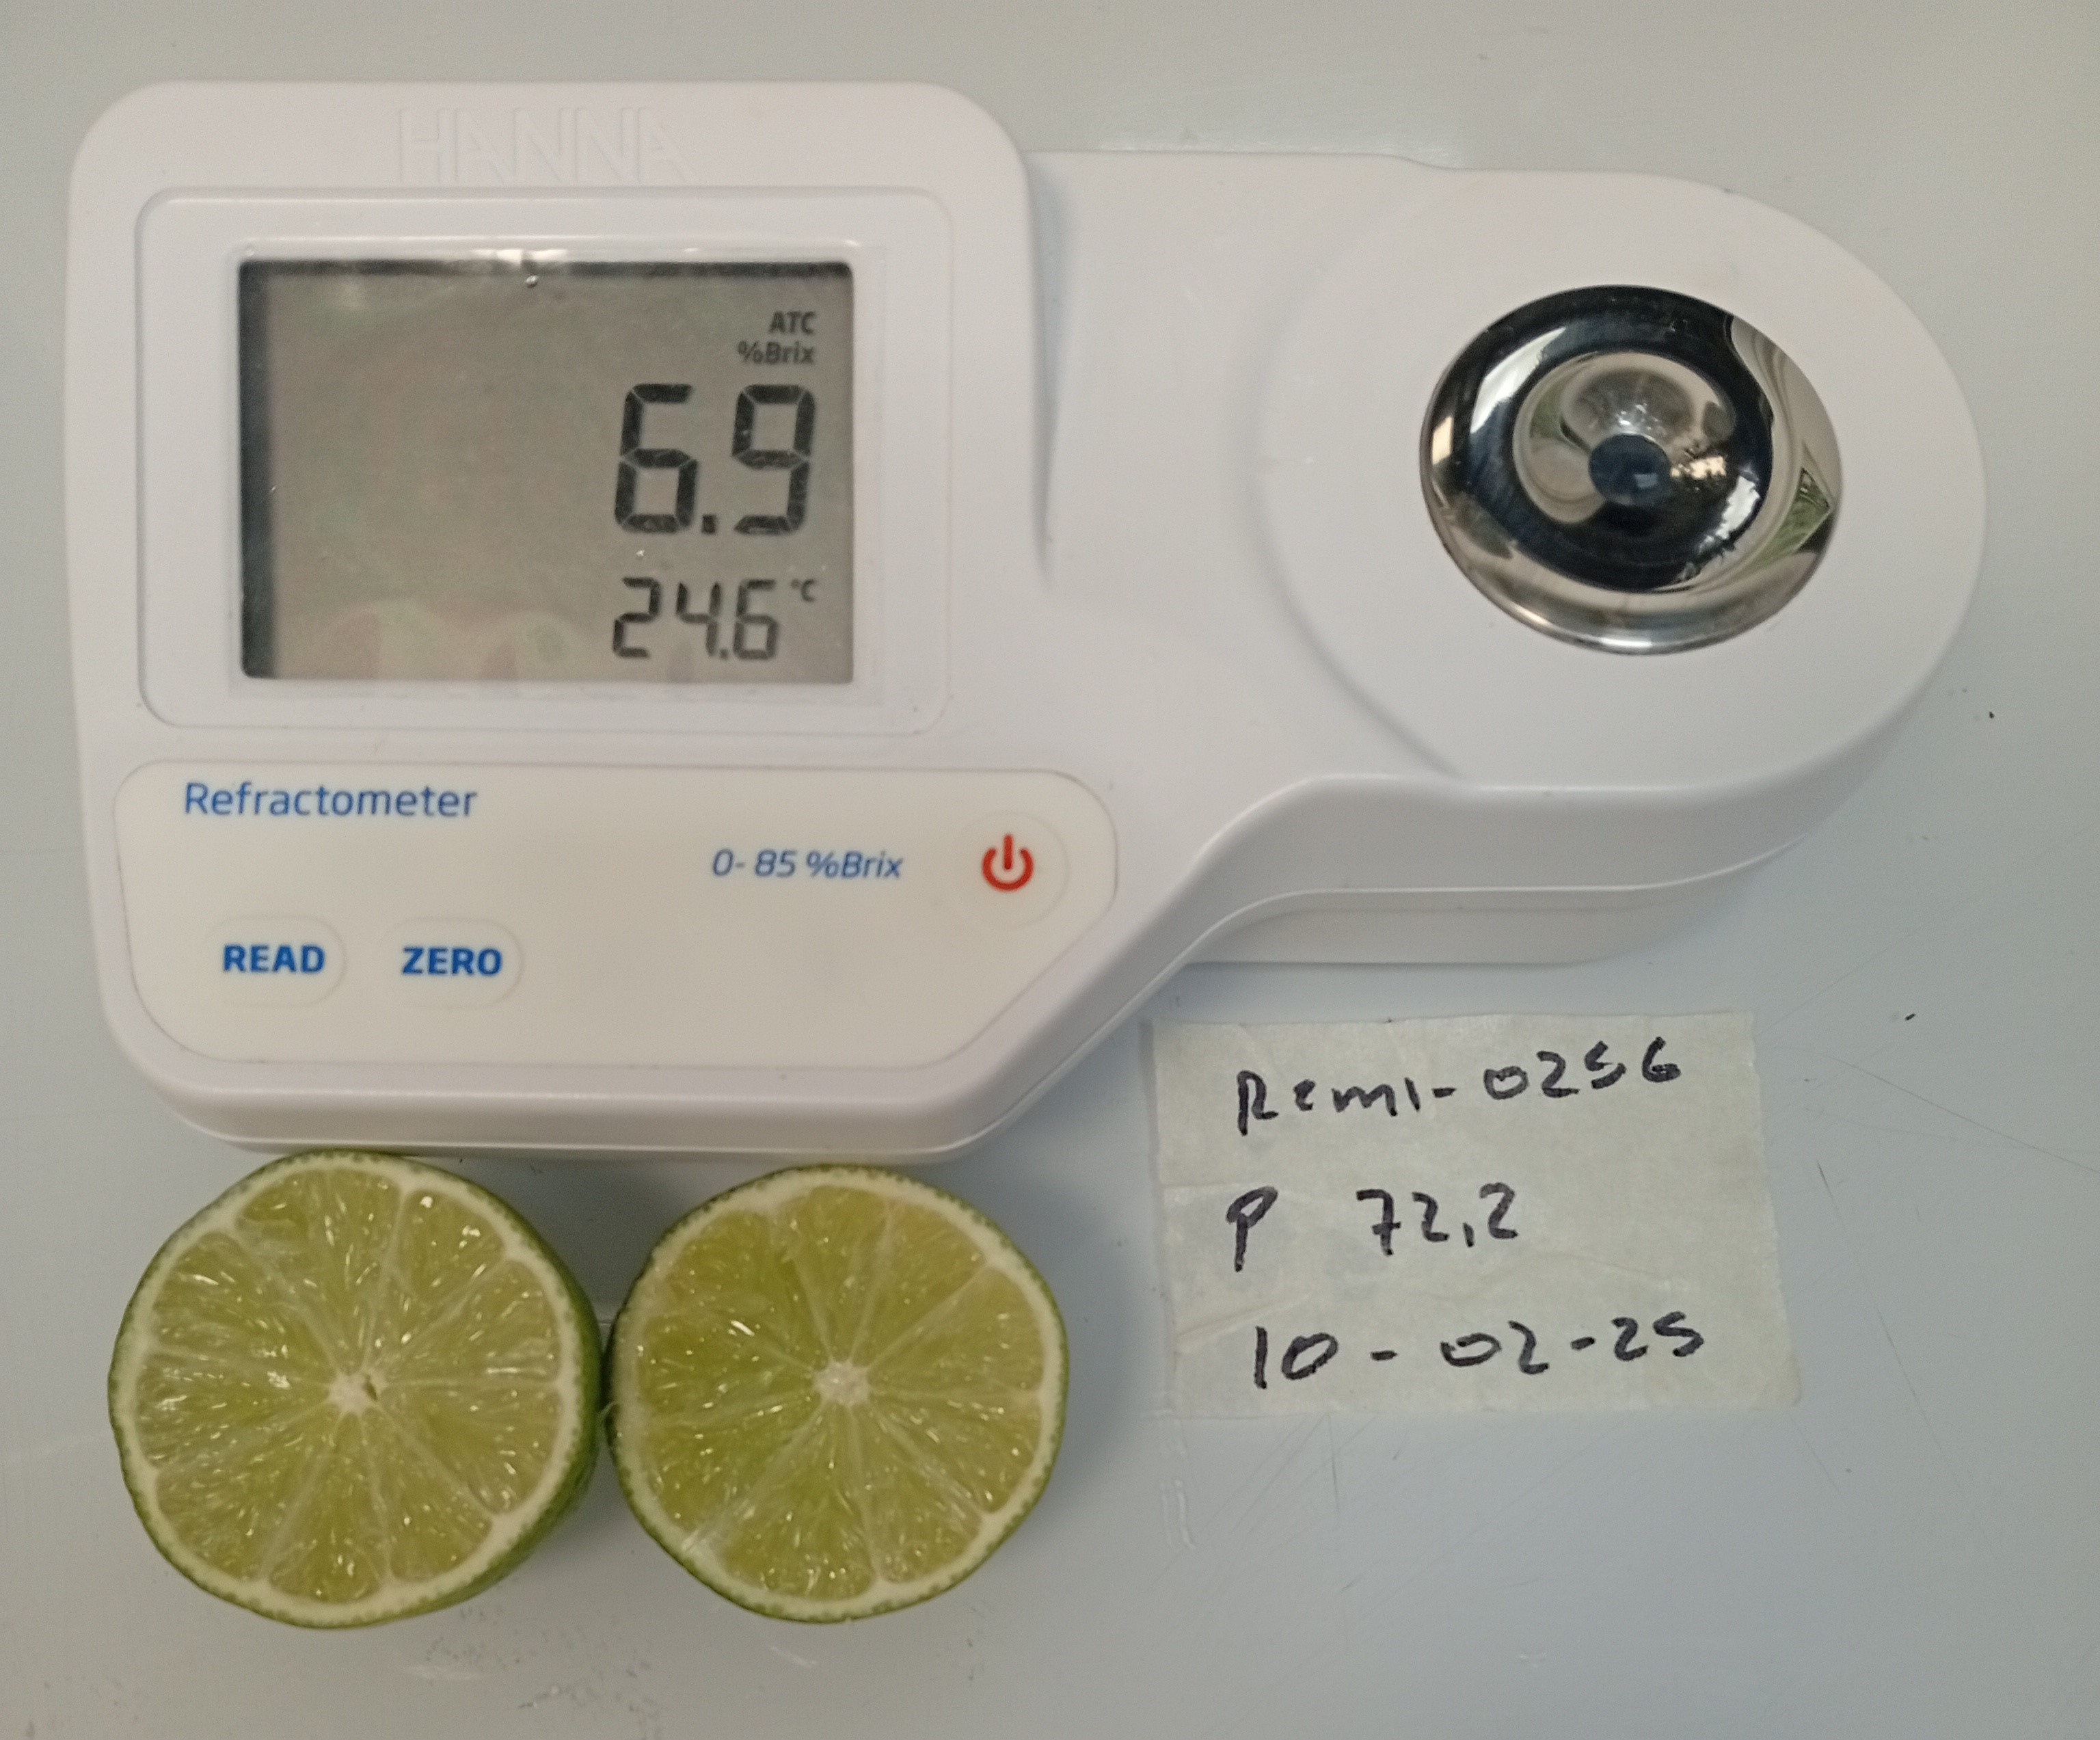 HANNA
ATC
%Brix
6.9
24.6 °C
Refractometer
0- 85 %Brix
READ ZERO
Remi-0256
P 72,2
10-02-25